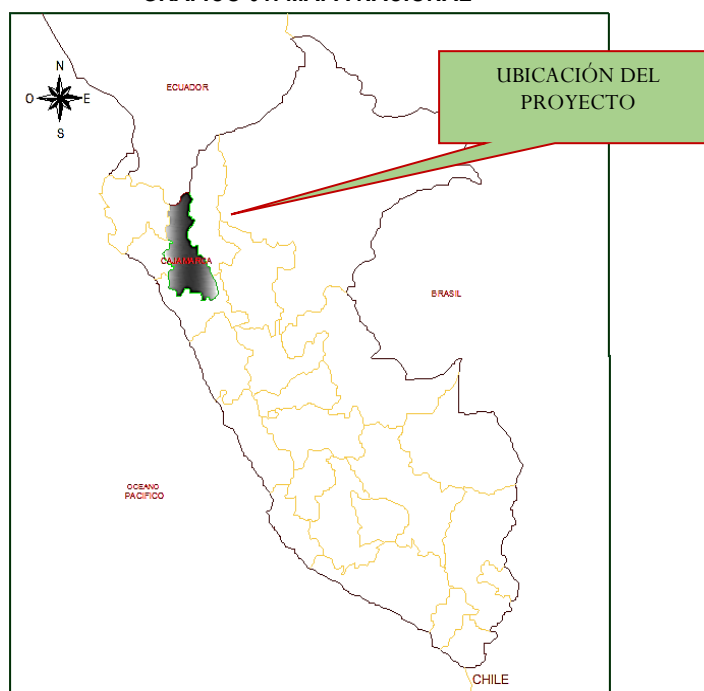 UBICACIÓN DEL
PROYECTO
ECUADOR
N
O
E
S
CAJAMARCA
BRASIL
OCEANO
PACIFICO
CHILE